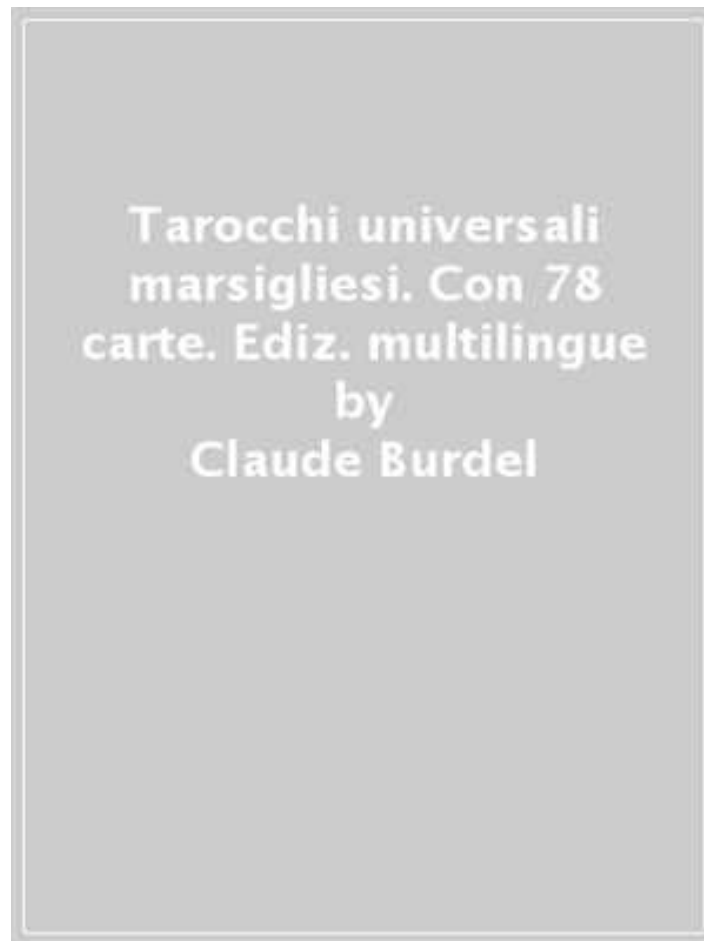 Tarocchi universali
marsigliesi. Con 78
carte. Ediz. multilingue
by
Claude Burdel